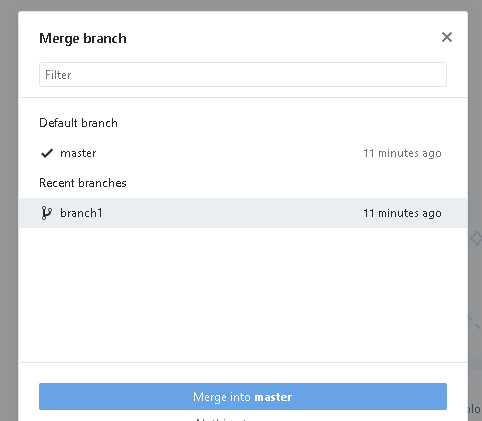 Merge branch
Filter
Default branch
master 11 minutes ago
Recent branches
branch1 11 minutes ago
Merge into master